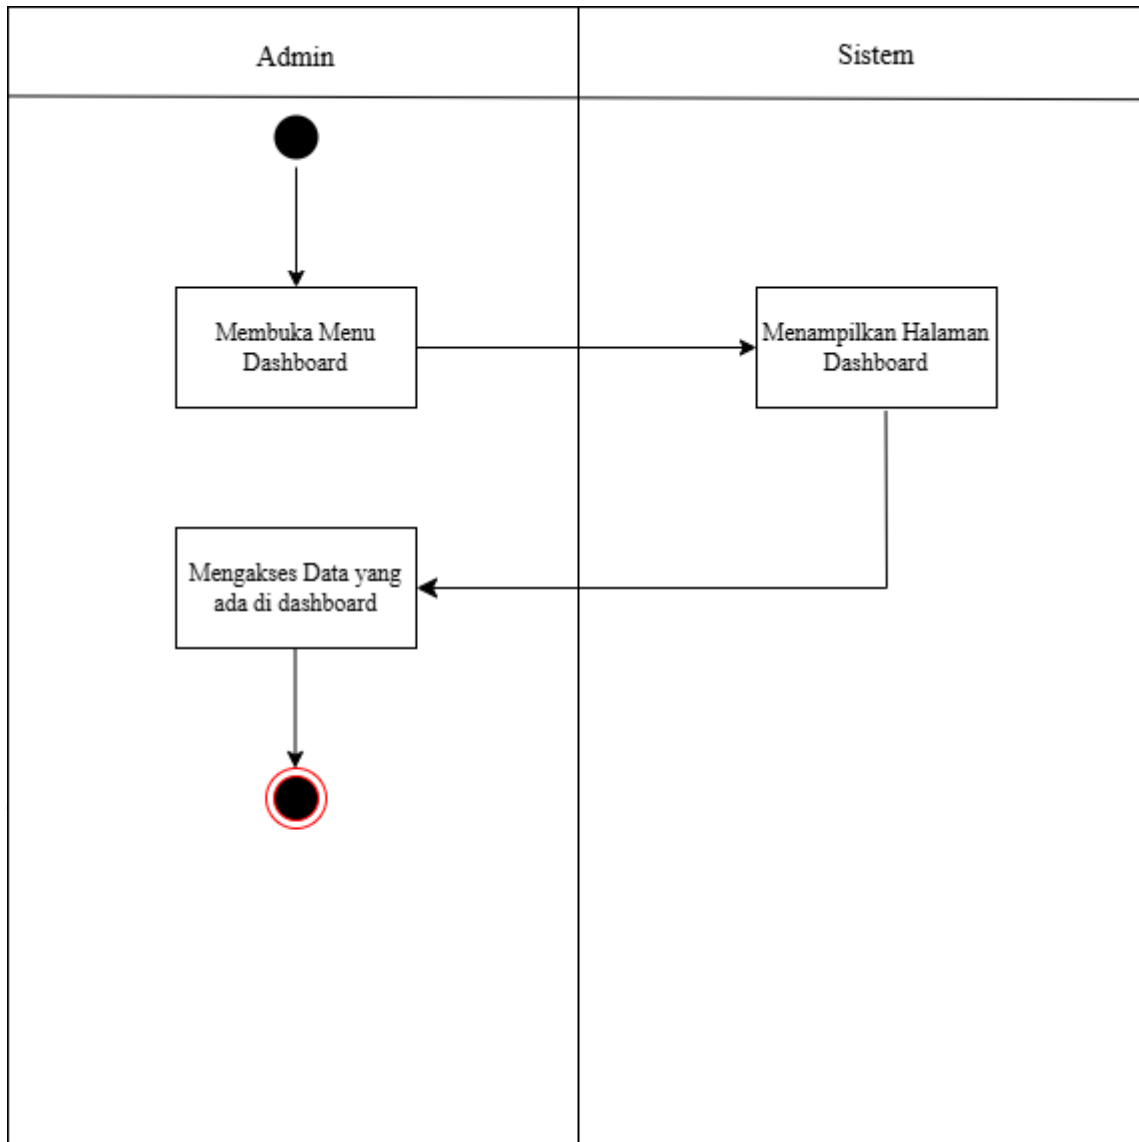 Admin
Sistem
Membuka Menu
Dashboard
Menampilkan Halaman
Dashboard
Mengakses Data yang
ada di dashboard